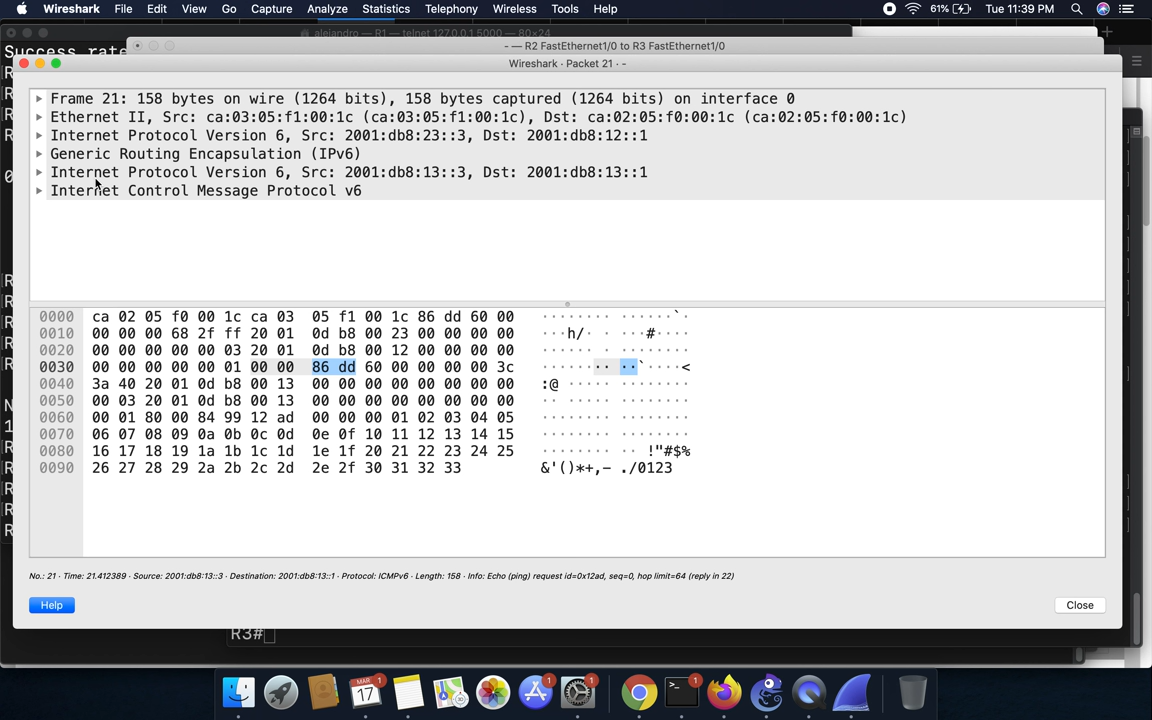 Wireshark File Edit View Go Capture Analyze Statistics Telephony Wireless Tools Help 61% Tue 11:39 PM
alejandro — R1 — telnet 127.0.0.1 5000 — 80×24
Success rate
- — R2 FastEthernet1/0 to R3 FastEthernet1/0
Wireshark · Packet 21 · -
Frame 21: 158 bytes on wire (1264 bits), 158 bytes captured (1264 bits) on interface 0
Ethernet II, Src: ca:03:05:f1:00:1c (ca:03:05:f1:00:1c), Dst: ca:02:05:f0:00:1c (ca:02:05:f0:00:1c)
Internet Protocol Version 6, Src: 2001:db8:23::3, Dst: 2001:db8:12::1
Generic Routing Encapsulation (IPv6)
Internet Protocol Version 6, Src: 2001:db8:13::3, Dst: 2001:db8:13::1
Internet Control Message Protocol v6
0000 ca 02 05 f0 00 1c ca 03 05 f1 00 1c 86 dd 60 00 ········ ······`·
0010 00 00 00 68 2f ff 20 01 0d b8 00 23 00 00 00 00 ···h/· · ···#····
0020 00 00 00 00 00 03 20 01 0d b8 00 12 00 00 00 00 ······ · ········
0030 00 00 00 00 00 01 00 00 86 dd 60 00 00 00 00 3c ········ ··`····<
0040 3a 40 20 01 0d b8 00 13 00 00 00 00 00 00 00 00 :@ ····· ········
0050 00 03 20 01 0d b8 00 13 00 00 00 00 00 00 00 00 ·· ····· ········
0060 00 01 80 00 84 99 12 ad 00 00 00 01 02 03 04 05 ········ ········
0070 06 07 08 09 0a 0b 0c 0d 0e 0f 10 11 12 13 14 15 ········ ········
0080 16 17 18 19 1a 1b 1c 1d 1e 1f 20 21 22 23 24 25 ········ ·· !"#$%
0090 26 27 28 29 2a 2b 2c 2d 2e 2f 30 31 32 33 &'()*+,- ./0123
No.: 21 · Time: 21.412389 · Source: 2001:db8:13::3 · Destination: 2001:db8:13::1 · Protocol: ICMPv6 · Length: 158 · Info: Echo (ping) request id=0x12ad, seq=0, hop limit=64 (reply in 22)
Help Close
R3#
MAR 17